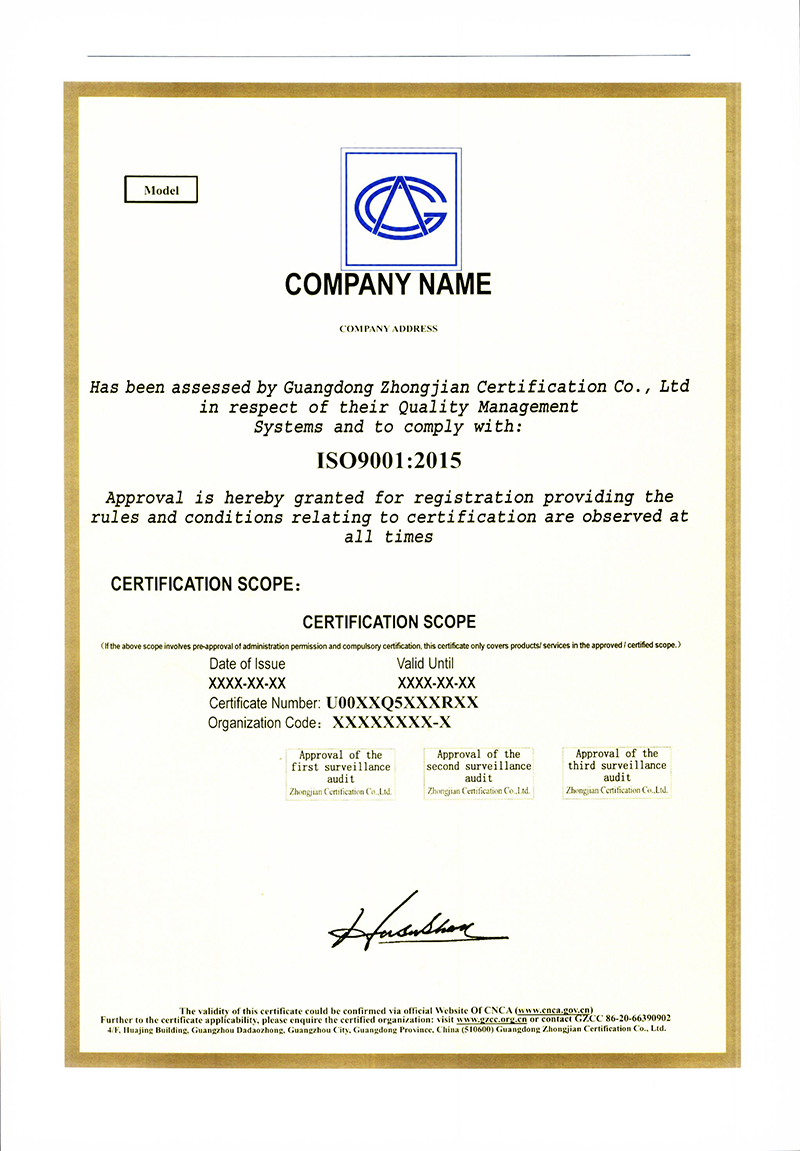 Model
COMPANY NAME
COMPANY ADDRESS
Has been assessed by Guangdong Zhongjian Certification Co., Ltd
in respect of their Quality Management
Systems and to comply with:
ISO9001:2015
Approval is hereby granted for registration providing the
rules and conditions relating to certification are observed at
all times
CERTIFICATION SCOPE:
CERTIFICATION SCOPE
(If the above scope involves pre-approval of administration permission and compulsory certification, this certificate only covers products/ services in the approved / certified scope.)
Date of Issue Valid Until
XXXX-XX-XX XXXX-XX-XX
Certificate Number: U00XXQ5XXXRXX
Organization Code: XXXXXXXX-X
Approval of the
first surveillance
audit
Zhongjian Certification Co.,Ltd.
Approval of the
second surveillance
audit
Zhongjian Certification Co.,Ltd.
Approval of the
third surveillance
audit
Zhongjian Certification Co.,Ltd.
The validity of this certificate could be confirmed via official Website Of CNCA (www.cnca.gov.cn)
Further to the certificate applicability, please enquire the certified organization: visit www.gzcc.org.cn or contact GZCC 86-20-66390902
4/F, Huajing Building, Guangzhou Dadaozhong, Guangzhou City, Guangdong Province, China (510600) Guangdong Zhongjian Certification Co., Ltd.